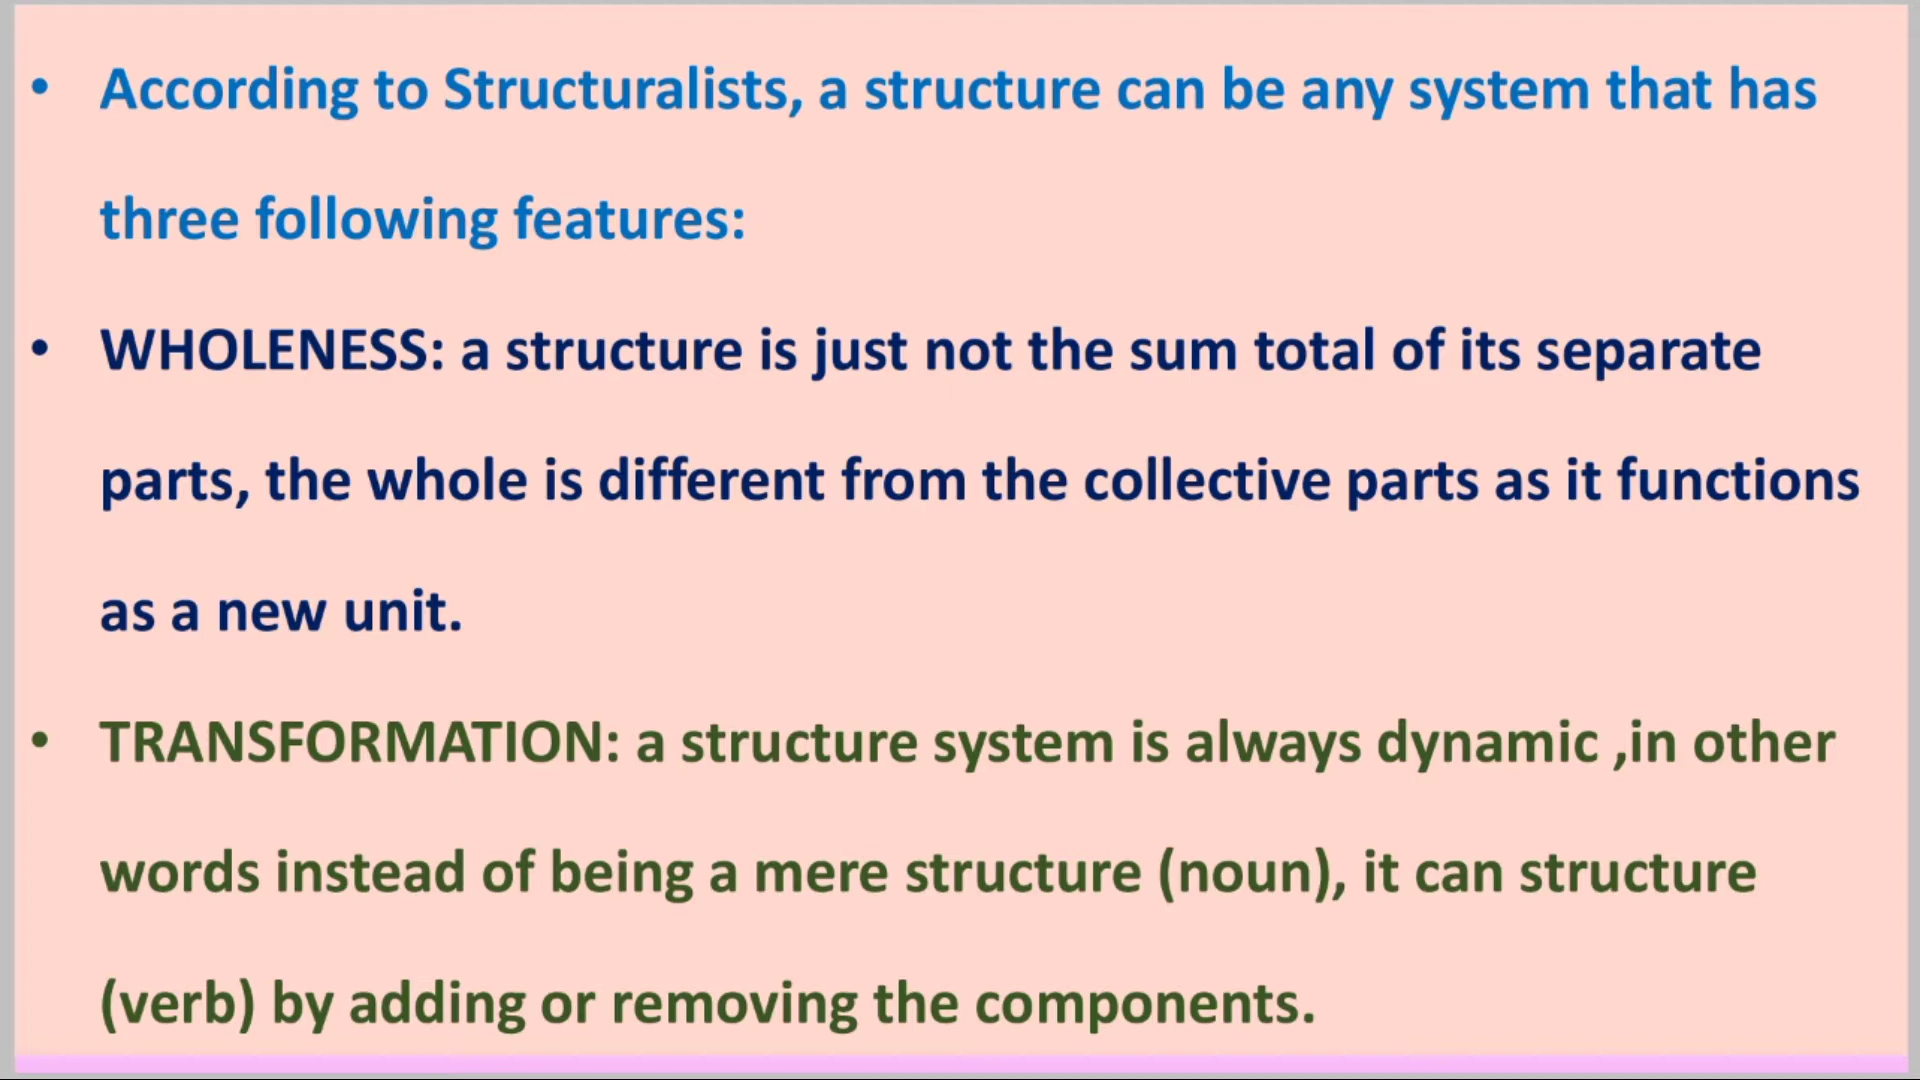 • According to Structuralists, a structure can be any system that has
three following features:
• WHOLENESS: a structure is just not the sum total of its separate
parts, the whole is different from the collective parts as it functions
as a new unit.
• TRANSFORMATION: a structure system is always dynamic ,in other
words instead of being a mere structure (noun), it can structure
(verb) by adding or removing the components.